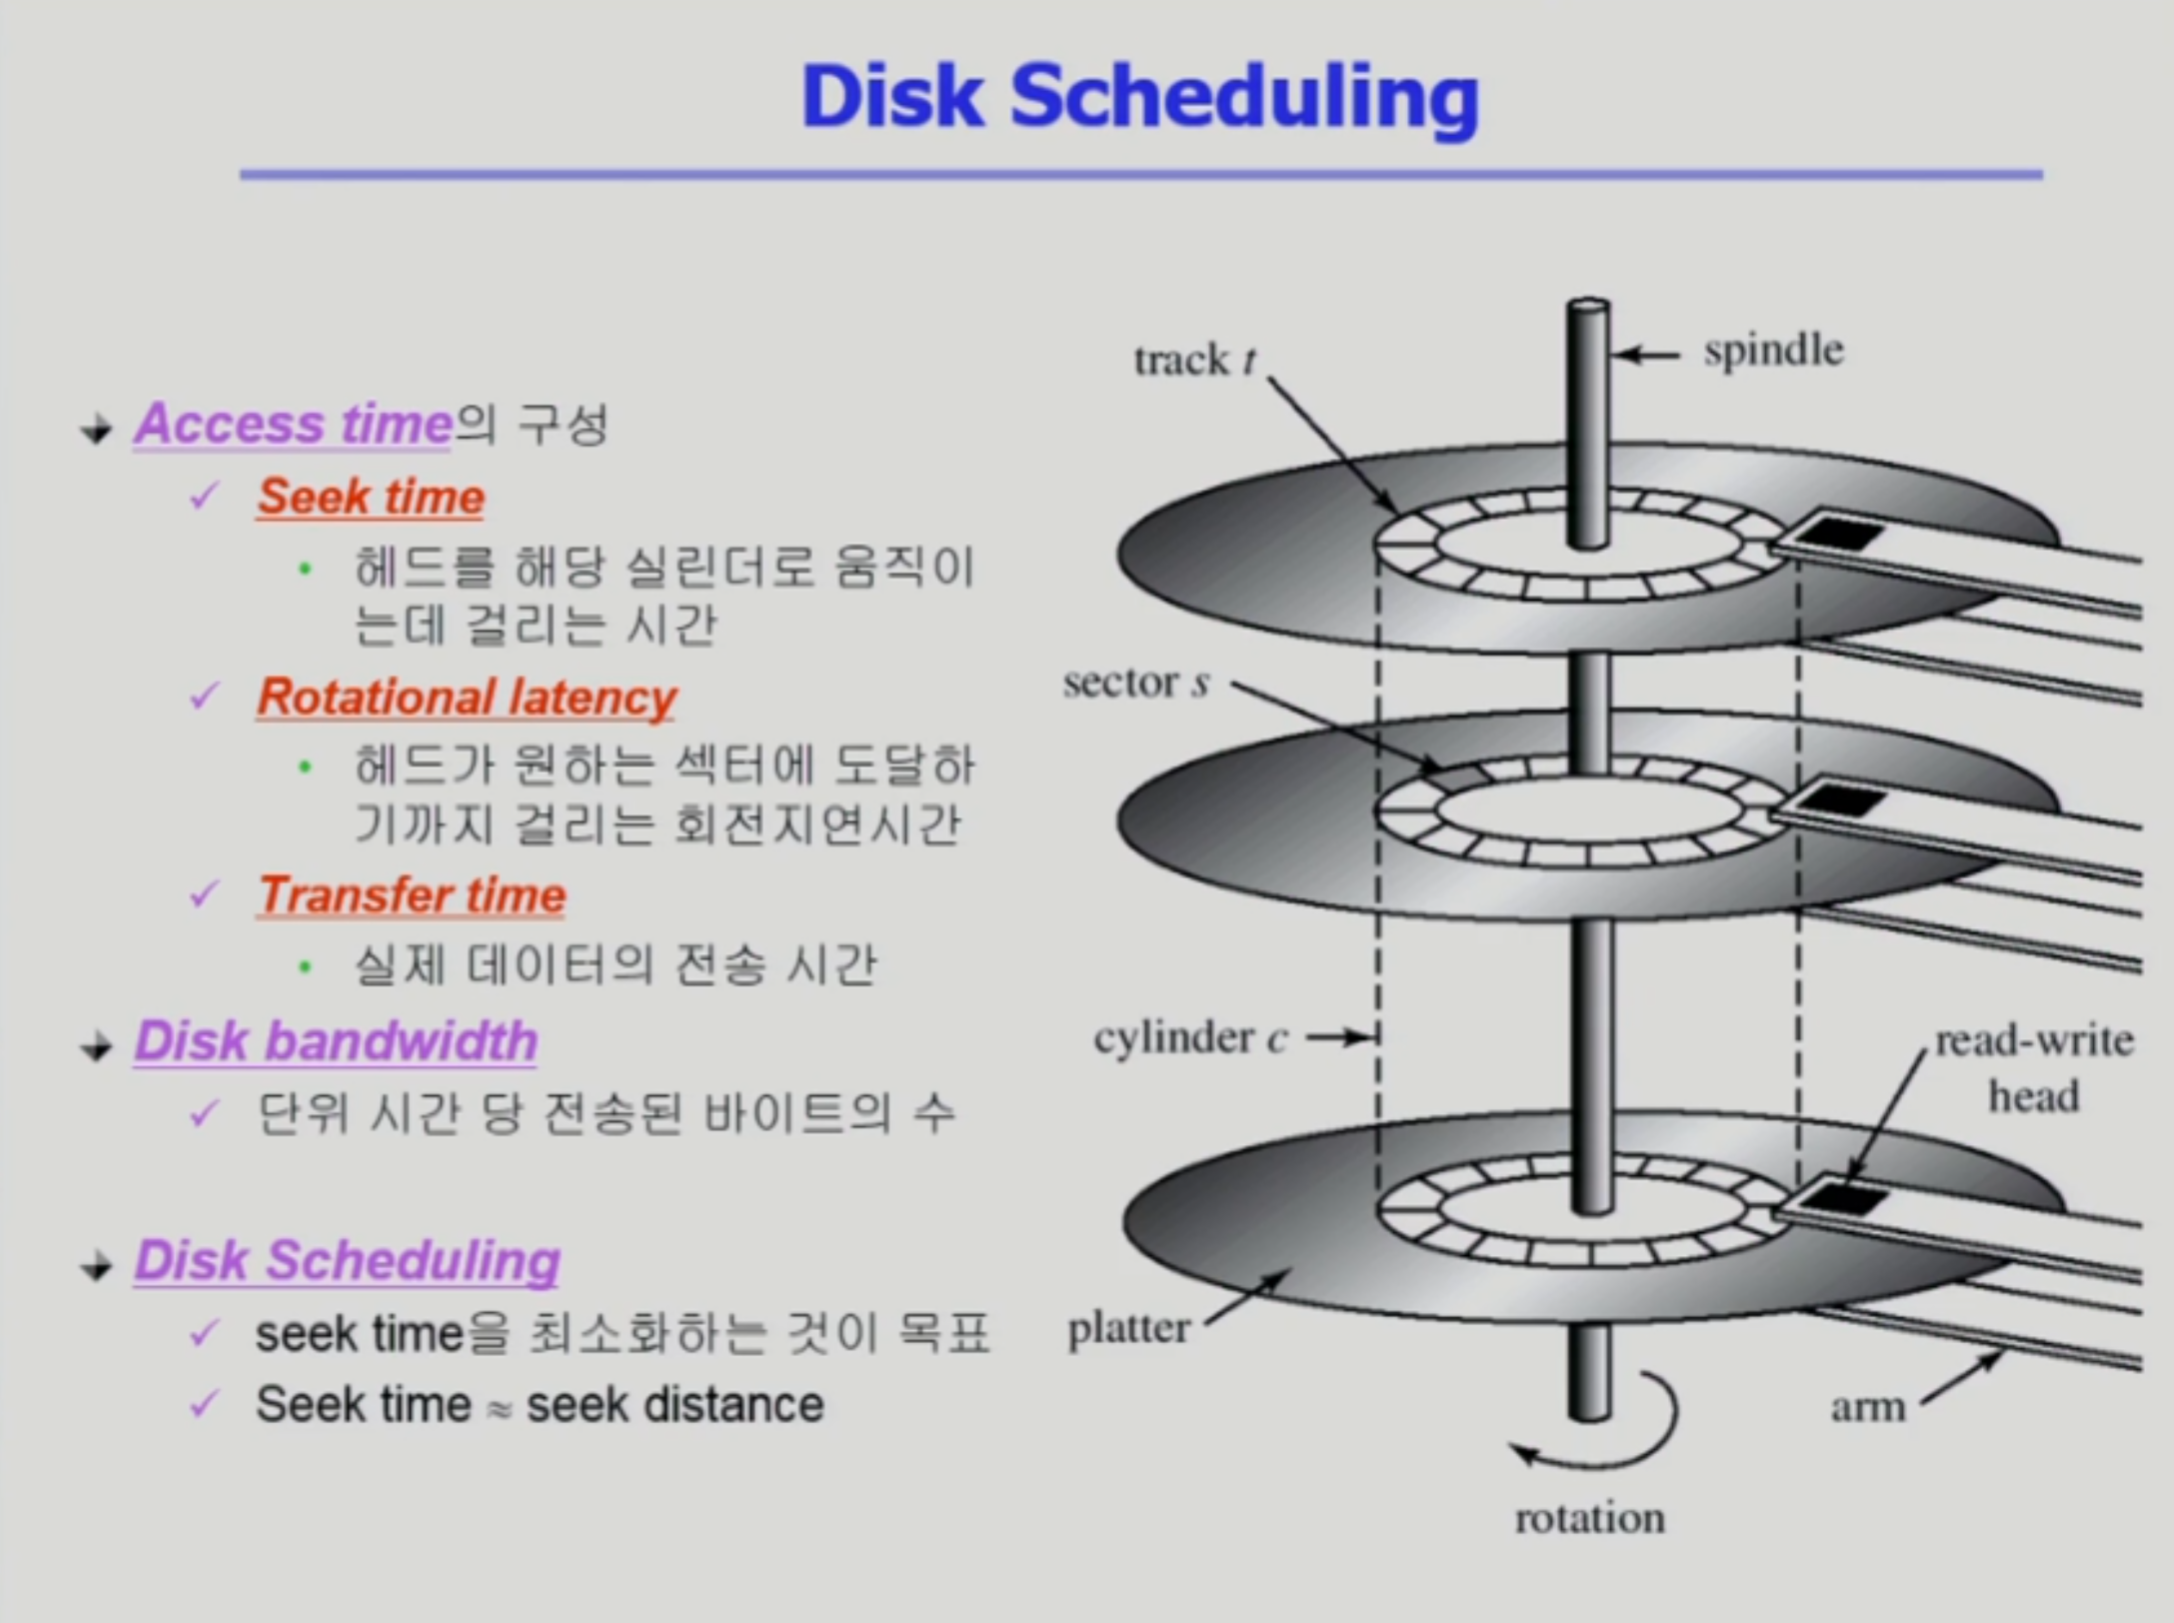 Disk Scheduling
Access time의 구성
Seek time
헤드를 해당 실린더로 움직이
는데 걸리는 시간
Rotational latency
헤드가 원하는 섹터에 도달하
기까지 걸리는 회전지연시간
Transfer time
실제 데이터의 전송 시간
Disk bandwidth
단위 시간 당 전송된 바이트의 수
Disk Scheduling
seek time을 최소화하는 것이 목표
Seek time ≈ seek distance
track t
spindle
sector s
cylinder c
read-write
head
platter
arm
rotation